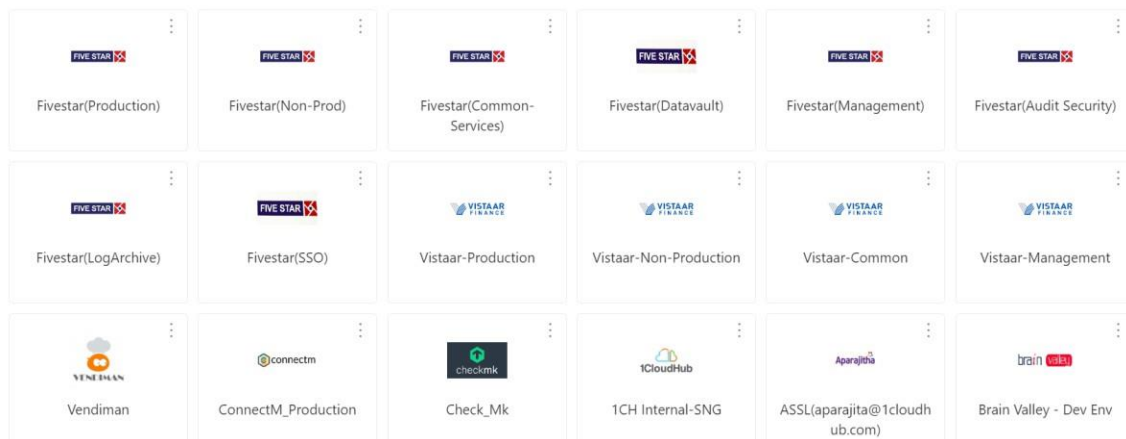 FIVE STAR FIVE STAR FIVE STAR FIVE STAR FIVE STAR FIVE STAR
Fivestar(Production) Fivestar(Non-Prod) Fivestar(Common- Fivestar(Datavault) Fivestar(Management) Fivestar(Audit Security)
Services)
FIVE STAR FIVE STAR VISTAAR VISTAAR VISTAAR VISTAAR
FINANCE FINANCE FINANCE FINANCE
Fivestar(LogArchive) Fivestar(SSO) Vistaar-Production Vistaar-Non-Production Vistaar-Common Vistaar-Management
VENDIMAN connectm checkmk 1CloudHub Aparajitha brain valley
Vendiman ConnectM_Production Check_Mk 1CH Internal-SNG ASSL(aparajita@1cloudh Brain Valley - Dev Env
ub.com)